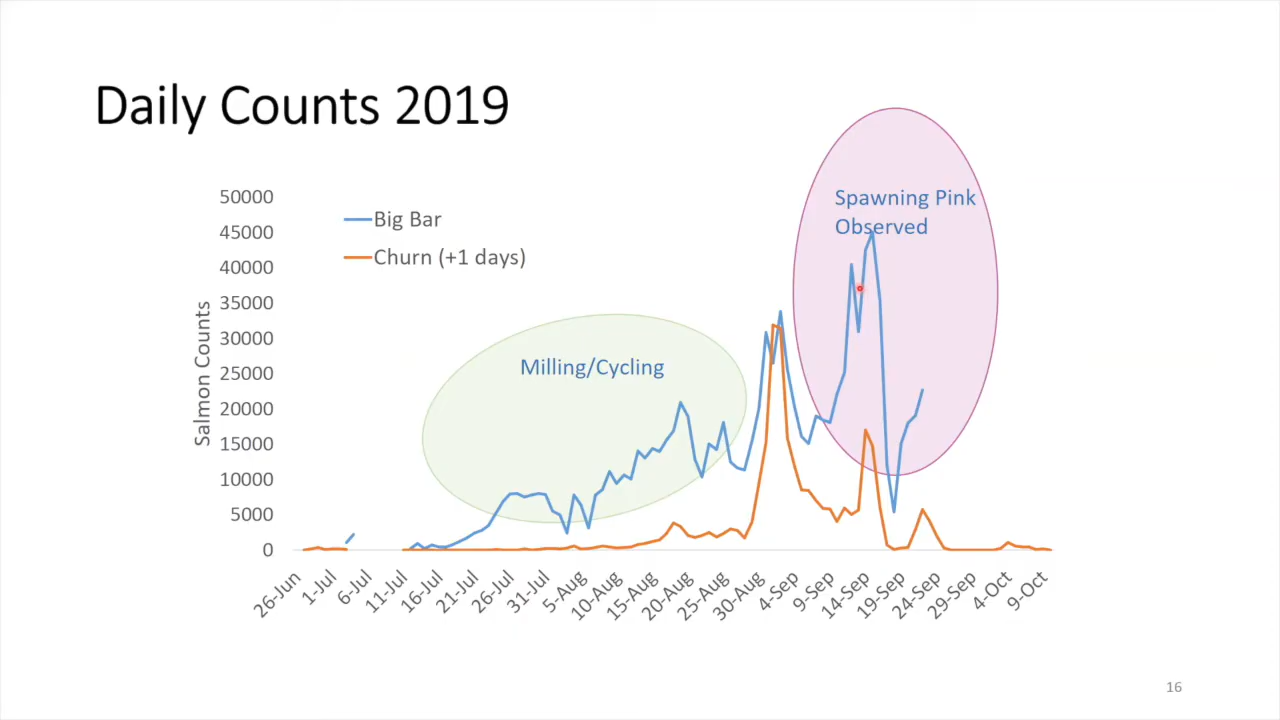 Daily Counts 2019
50000
45000
40000
35000
30000
25000
20000
15000
10000
5000
0
Salmon Counts
Big Bar
Churn (+1 days)
Milling/Cycling
Spawning Pink
Observed
26-Jun
1-Jul
6-Jul
11-Jul
16-Jul
21-Jul
26-Jul
31-Jul
5-Aug
10-Aug
15-Aug
20-Aug
25-Aug
30-Aug
4-Sep
9-Sep
14-Sep
19-Sep
24-Sep
29-Sep
4-Oct
9-Oct
16